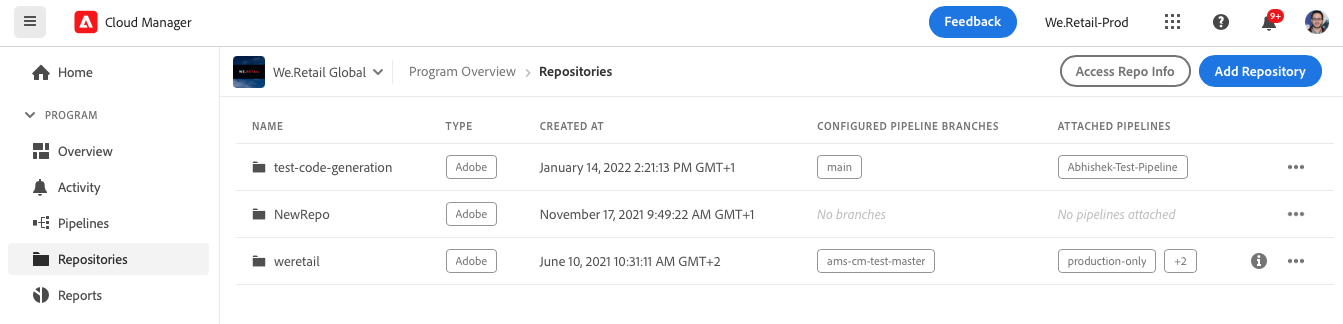 Cloud Manager
Feedback
We.Retail-Prod
9+
Home
PROGRAM
Overview
Activity
Pipelines
Repositories
Reports
WE.RETAIL
We.Retail Global
Program Overview > Repositories
Access Repo Info
Add Repository
NAME TYPE CREATED AT CONFIGURED PIPELINE BRANCHES ATTACHED PIPELINES
test-code-generation Adobe January 14, 2022 2:21:13 PM GMT+1 main Abhishek-Test-Pipeline
NewRepo Adobe November 17, 2021 9:49:22 AM GMT+1 No branches No pipelines attached
weretail Adobe June 10, 2021 10:31:11 AM GMT+2 ams-cm-test-master production-only +2